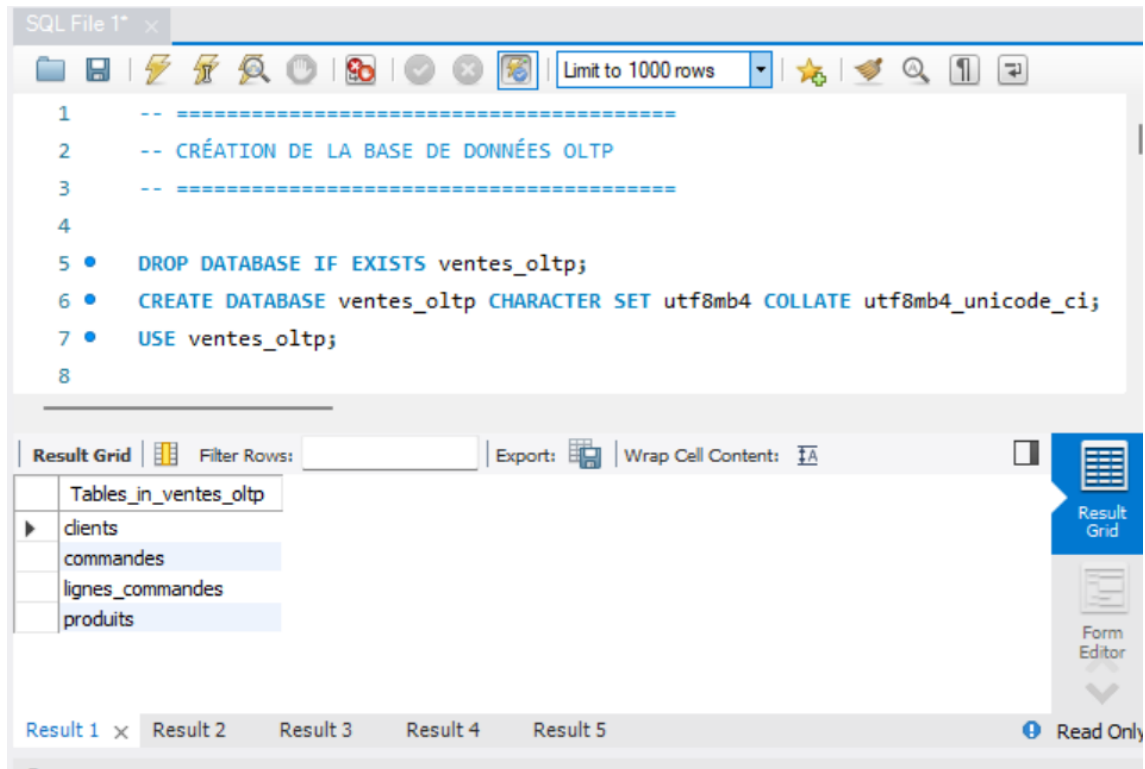 SQL File 1*
Limit to 1000 rows
1 -- ========================================
2 -- CRÉATION DE LA BASE DE DONNÉES OLTP
3 -- ========================================
4
5 DROP DATABASE IF EXISTS ventes_oltp;
6 CREATE DATABASE ventes_oltp CHARACTER SET utf8mb4 COLLATE utf8mb4_unicode_ci;
7 USE ventes_oltp;
8
Result Grid Filter Rows: Export: Wrap Cell Content:
Tables_in_ventes_oltp
clients
commandes
lignes_commandes
produits
Result
Grid
Form
Editor
Result 1 Result 2 Result 3 Result 4 Result 5 Read Only